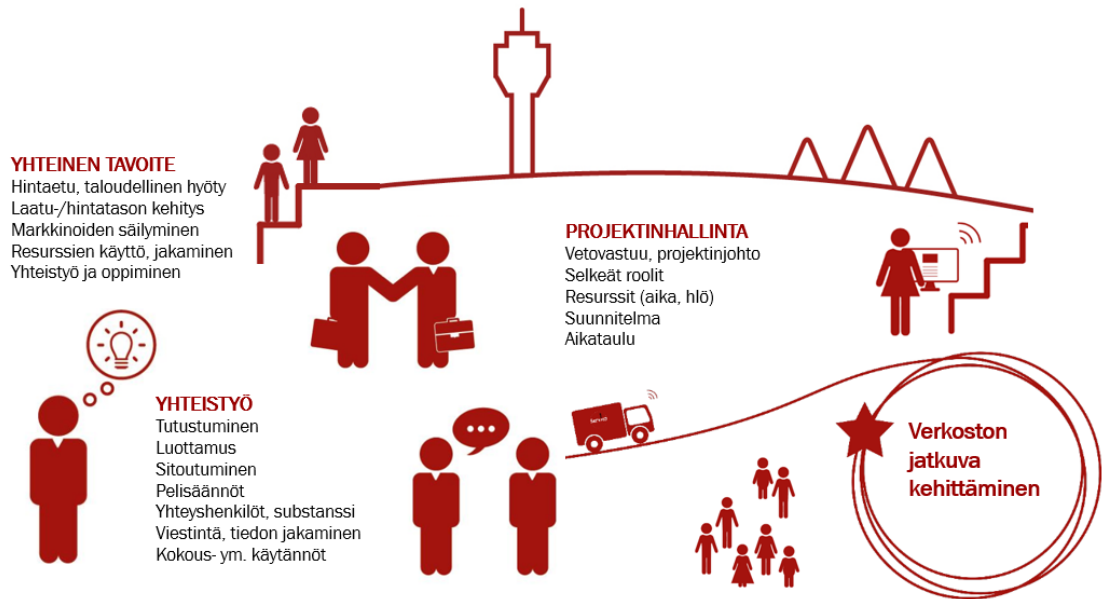 YHTEINEN TAVOITE
Hintaetu, taloudellinen hyöty
Laatu-/hintatason kehitys
Markkinoiden säilyminen
Resurssien käyttö, jakaminen
Yhteistyö ja oppiminen
PROJEKTINHALLINTA
Vetovastuu, projektinjohto
Selkeät roolit
Resurssit (aika, hlö)
Suunnitelma
Aikataulu
YHTEISTYÖ
Tutustuminen
Luottamus
Sitoutuminen
Pelisäännöt
Yhteyshenkilöt, substanssi
Viestintä, tiedon jakaminen
Kokous- ym. käytännöt
Verkoston
jatkuva
kehittäminen